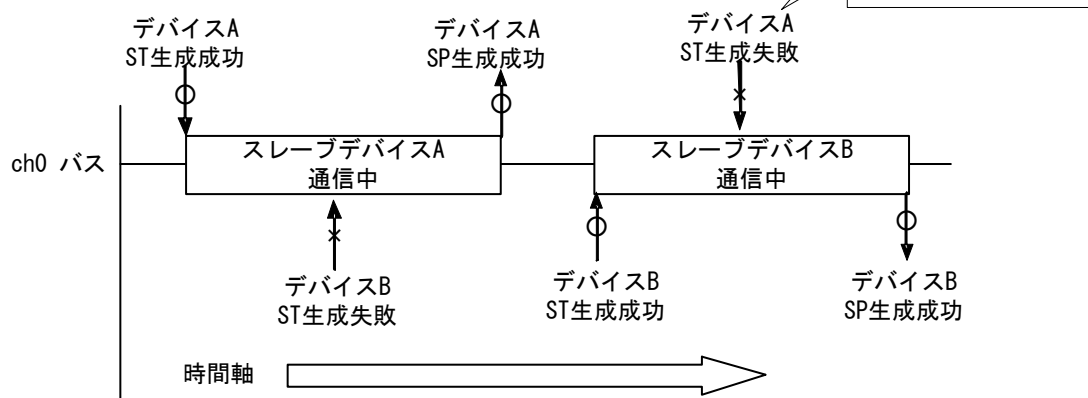 デバイスA
ST生成成功
デバイスA
SP生成成功
デバイスA
ST生成失敗
ch0 バス
スレーブデバイスA
通信中
スレーブデバイスB
通信中
デバイスB
ST生成失敗
デバイスB
ST生成成功
デバイスB
SP生成成功
時間軸